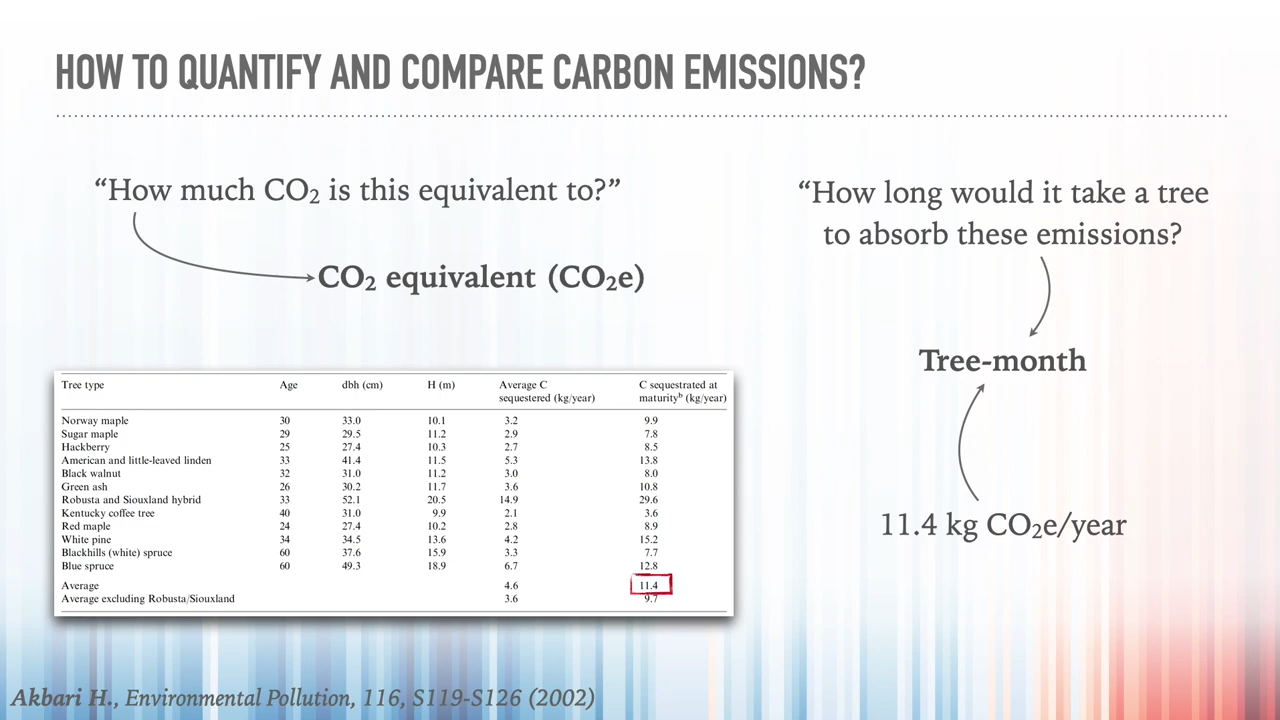 HOW TO QUANTIFY AND COMPARE CARBON EMISSIONS?
“How much CO₂ is this equivalent to?”
CO₂ equivalent (CO₂e)
“How long would it take a tree
to absorb these emissions?
Tree-month
11.4 kg CO₂e/year
Tree type Age dbh (cm) H (m) Average C sequestered (kg/year) C sequestrated at maturityᵇ (kg/year)
Norway maple 30 33.0 10.1 3.2 9.9
Sugar maple 29 29.5 11.2 2.9 7.8
Hackberry 25 27.4 10.3 2.7 8.5
American and little-leaved linden 33 41.4 11.5 5.3 13.8
Black walnut 32 31.0 11.2 3.0 8.0
Green ash 26 30.2 11.7 3.6 10.8
Robusta and Siouxland hybrid 33 52.1 20.5 14.9 29.6
Kentucky coffee tree 40 31.0 9.9 2.1 3.6
Red maple 24 27.4 10.2 2.8 8.9
White pine 34 34.5 13.6 4.2 15.2
Blackhills (white) spruce 60 37.6 15.9 3.3 7.7
Blue spruce 60 49.3 18.9 6.7 12.8
Average 4.6 11.4
Average excluding Robusta/Siouxland 3.6 9.7
Akbari H., Environmental Pollution, 116, S119-S126 (2002)